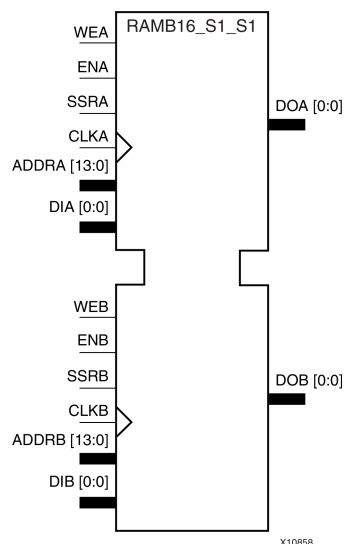 RAMB16_S1_S1
WEA
ENA
SSRA
CLKA
ADDRA [13:0]
DIA [0:0]
DOA [0:0]
WEB
ENB
SSRB
CLKB
ADDRB [13:0]
DIB [0:0]
DOB [0:0]
X10858